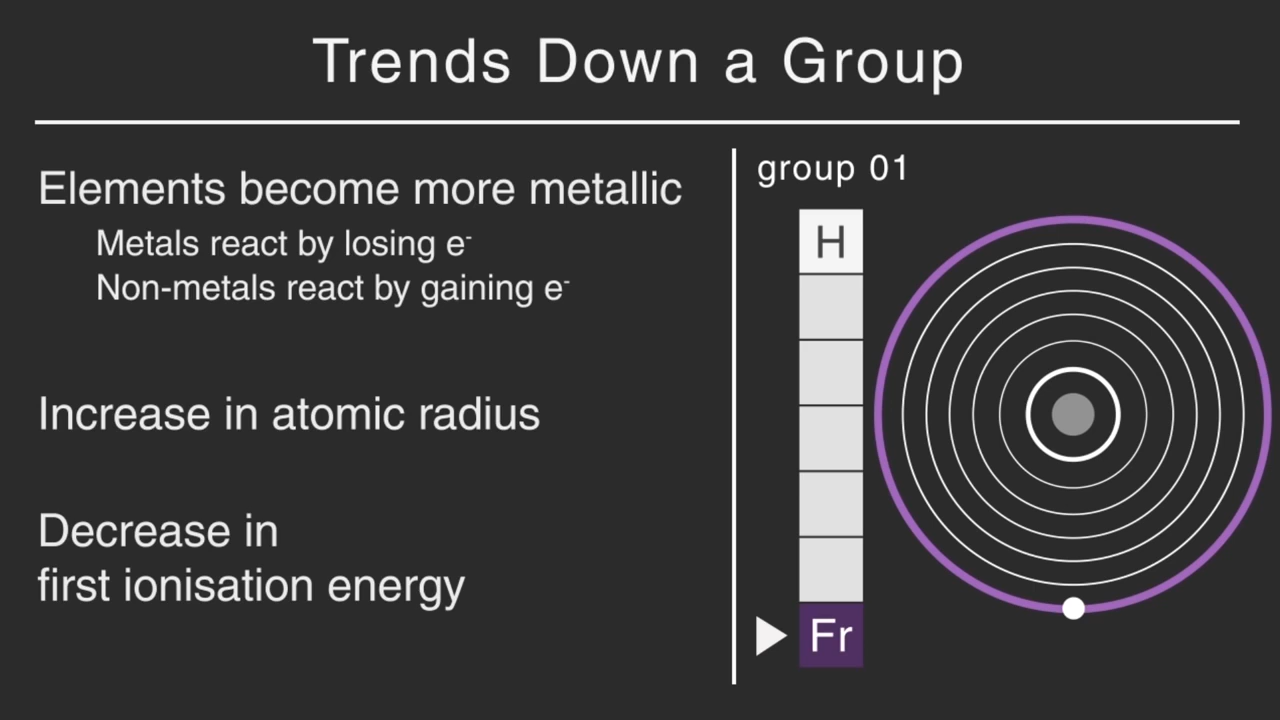 Trends Down a Group
Elements become more metallic
Metals react by losing e⁻
Non-metals react by gaining e⁻
Increase in atomic radius
Decrease in
first ionisation energy
group 01
H
Fr